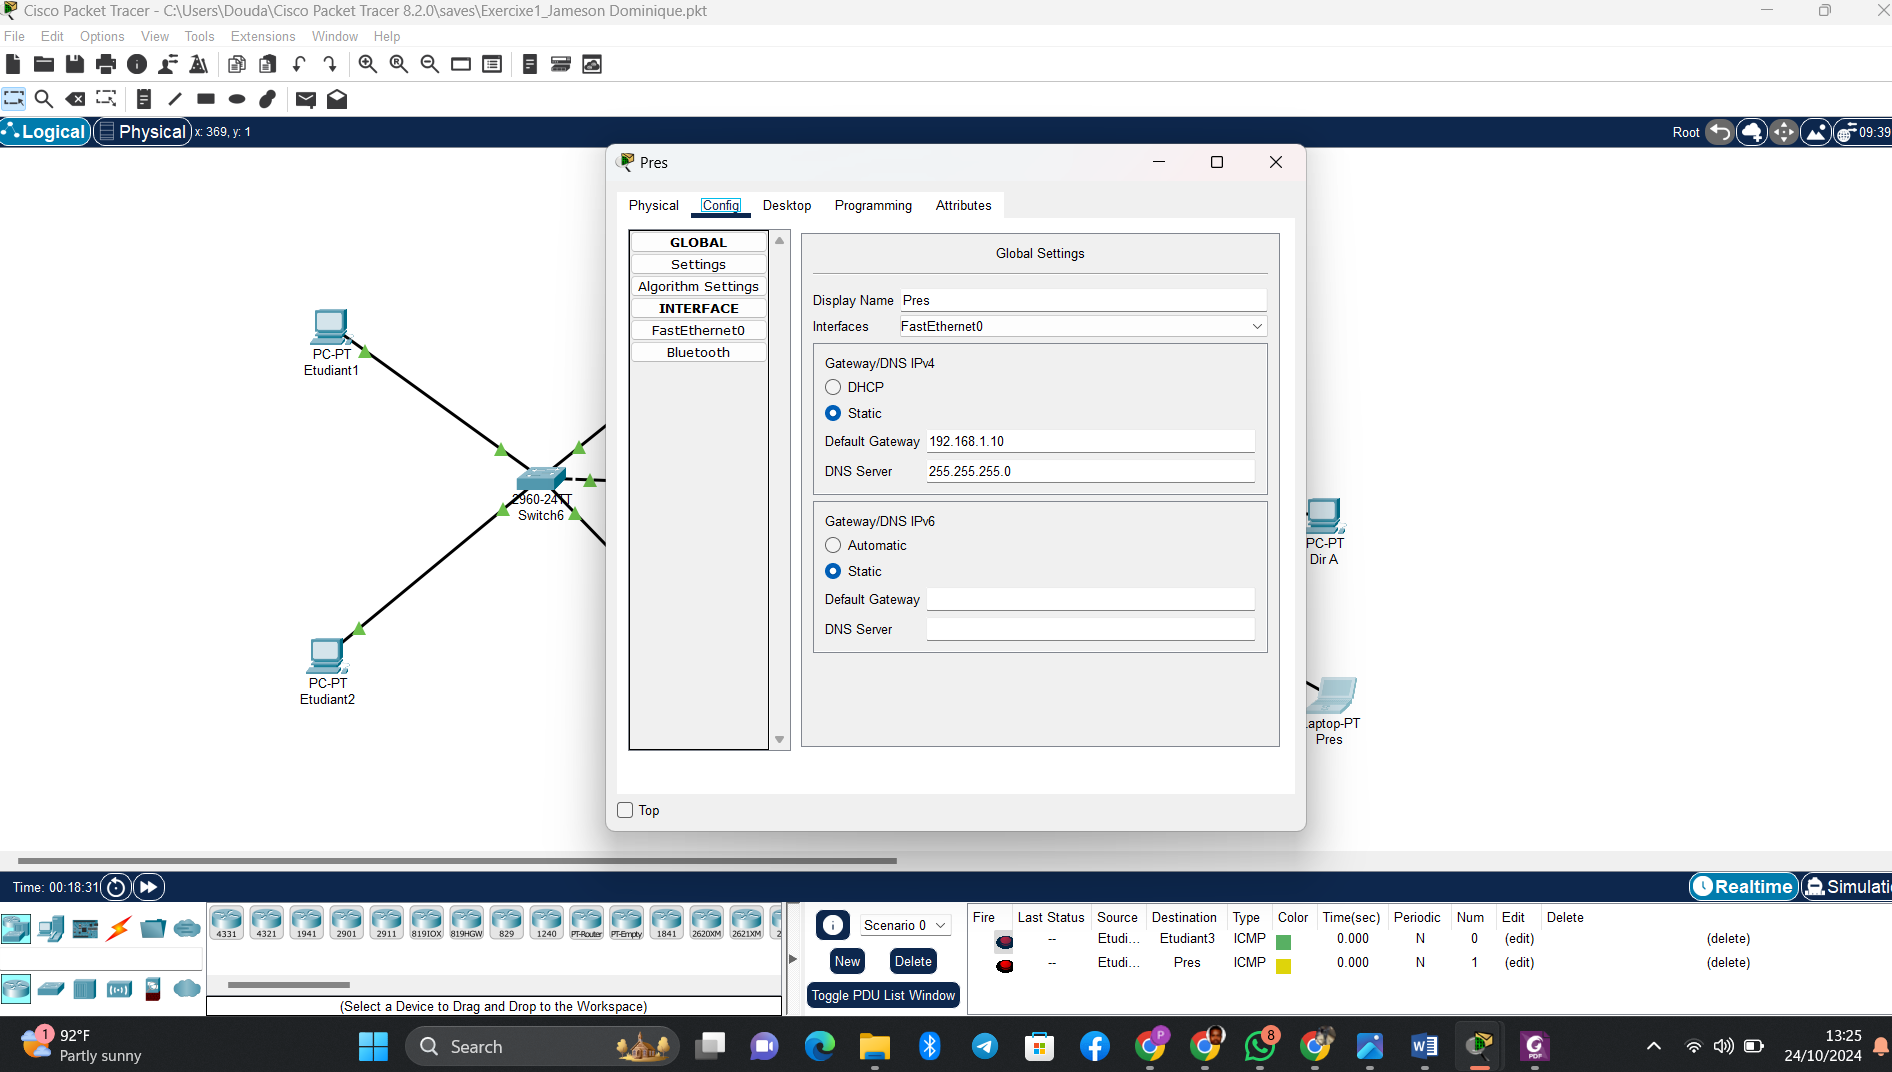 Cisco Packet Tracer - C:\Users\Douda\Cisco Packet Tracer 8.2.0\saves\Exercixe1_Jameson Dominique.pkt
File Edit Options View Tools Extensions Window Help
Logical Physical x: 369, y: 1 Root 09:39
Pres
Physical Config Desktop Programming Attributes
GLOBAL
Settings
Algorithm Settings
INTERFACE
FastEthernet0
Bluetooth
Global Settings
Display Name Pres
Interfaces FastEthernet0
Gateway/DNS IPv4
DHCP
Static
Default Gateway 192.168.1.10
DNS Server 255.255.255.0
Gateway/DNS IPv6
Automatic
Static
Default Gateway
DNS Server
Top
PC-PT
Etudiant1
2960-24TT
Switch6
PC-PT
Etudiant2
PC-PT
Dir A
aptop-PT
Pres
Time: 00:18:31 Realtime Simulati
4331 4321 1941 2901 2911 819IOX 819HGW 829 1240 PT-Router PT-Empty 1841 2620XM 2621XM 2
(Select a Device to Drag and Drop to the Workspace)
Scenario 0
New Delete
Toggle PDU List Window
Fire Last Status Source Destination Type Color Time(sec) Periodic Num Edit Delete
-- Etudi... Etudiant3 ICMP 0.000 N 0 (edit) (delete)
-- Etudi... Pres ICMP 0.000 N 1 (edit) (delete)
1 92°F
Partly sunny
Search
P
8
PDF
13:25
24/10/2024